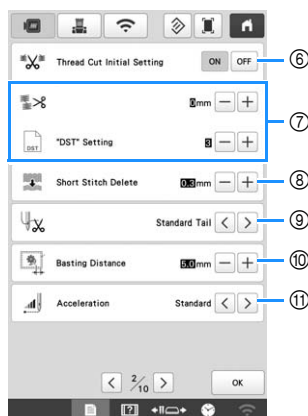 Thread Cut Initial Setting ON OFF ⑥
0mm − +
⑦
DST "DST" Setting 3 − +
Short Stitch Delete 0.3mm − + ⑧
Standard Tail < > ⑨
Basting Distance 5.0mm − + ⑩
Acceleration Standard < > ⑪
< 2/10 > OK